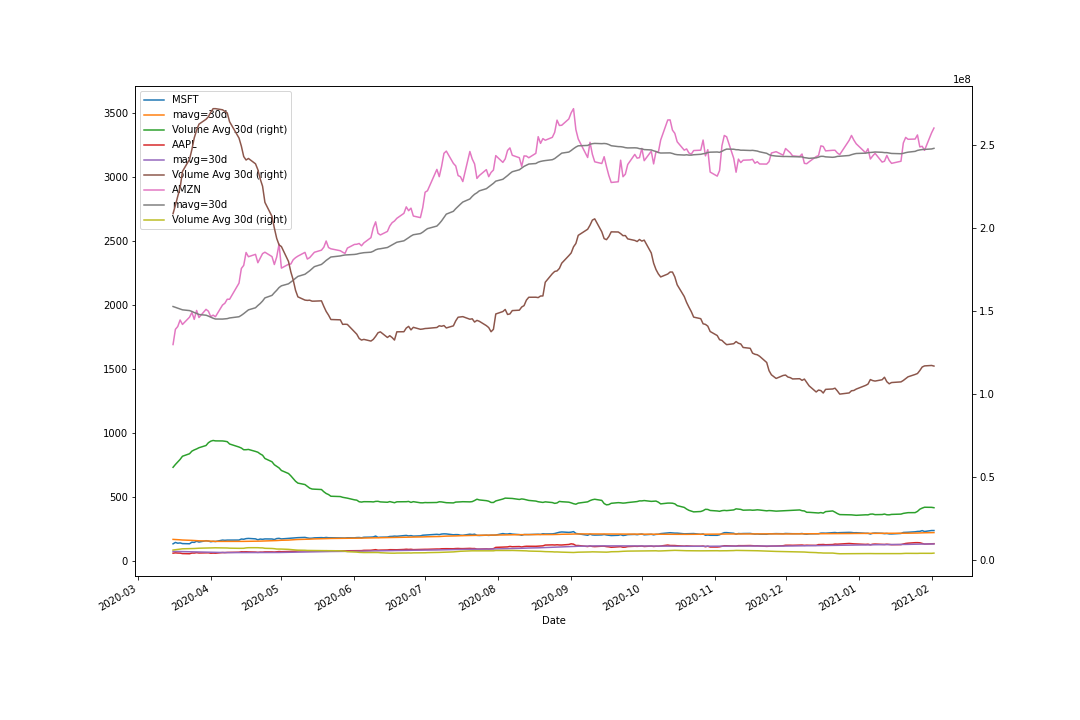 1e8
MSFT
mavg=30d
Volume Avg 30d (right)
AAPL
mavg=30d
Volume Avg 30d (right)
AMZN
mavg=30d
Volume Avg 30d (right)
3500
3000
2500
2000
1500
1000
500
0
2.5
2.0
1.5
1.0
0.5
0.0
2020-03
2020-04
2020-05
2020-06
2020-07
2020-08
2020-09
2020-10
2020-11
2020-12
2021-01
2021-02
Date